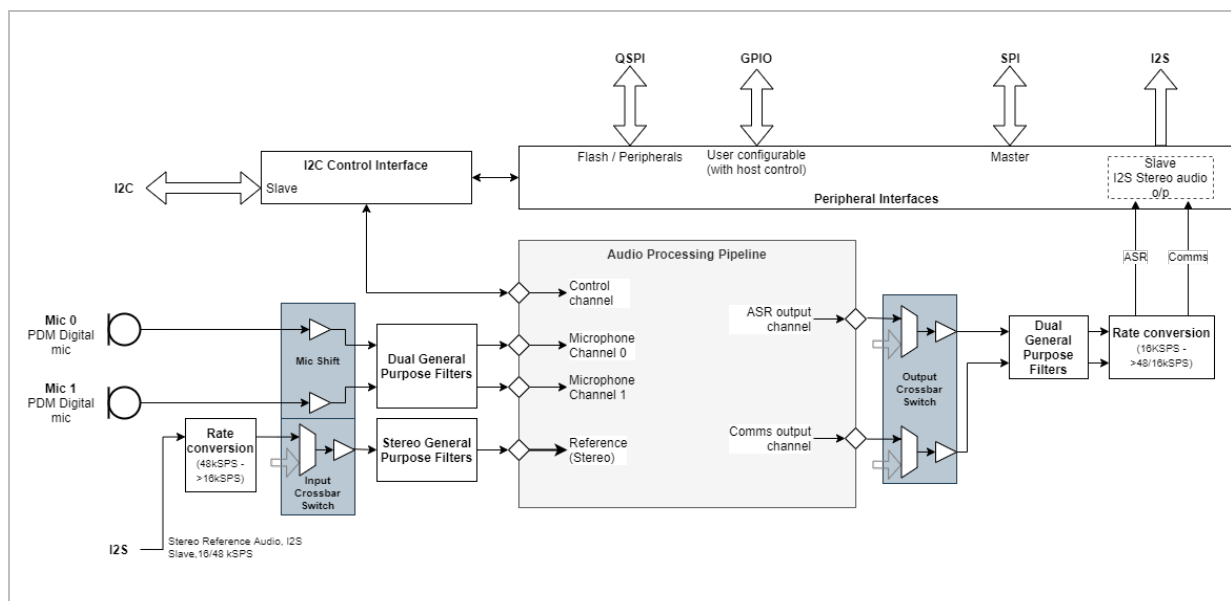 QSPI
GPIO
SPI
I2S
I2C Control Interface
Slave
I2C
Flash / Peripherals
User configurable
(with host control)
Master
Slave
I2S Stereo audio
o/p
Peripheral Interfaces
Audio Processing Pipeline
ASR
Comms
Control
channel
Mic 0
PDM Digital
mic
Mic Shift
Dual General
Purpose Filters
Microphone
Channel 0
Microphone
Channel 1
Mic 1
PDM Digital
mic
ASR output
channel
Output
Crossbar
Switch
Dual
General
Purpose
Filters
Rate conversion
(16KSPS -
>48/16kSPS)
Rate
conversion
(48kSPS -
>16kSPS)
Input
Crossbar
Switch
Stereo General
Purpose Filters
Reference
(Stereo)
Comms output
channel
I2S
Stereo Reference Audio, I2S
Slave,16/48 kSPS